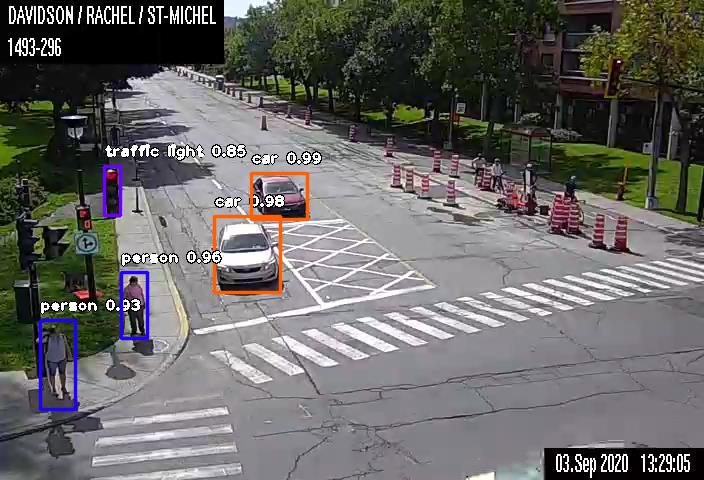 DAVIDSON / RACHEL / ST-MICHEL
1493-296
traffic light 0.85
car 0.99
car 0.98
person 0.96
person 0.93
03.Sep 2020 13:29:05